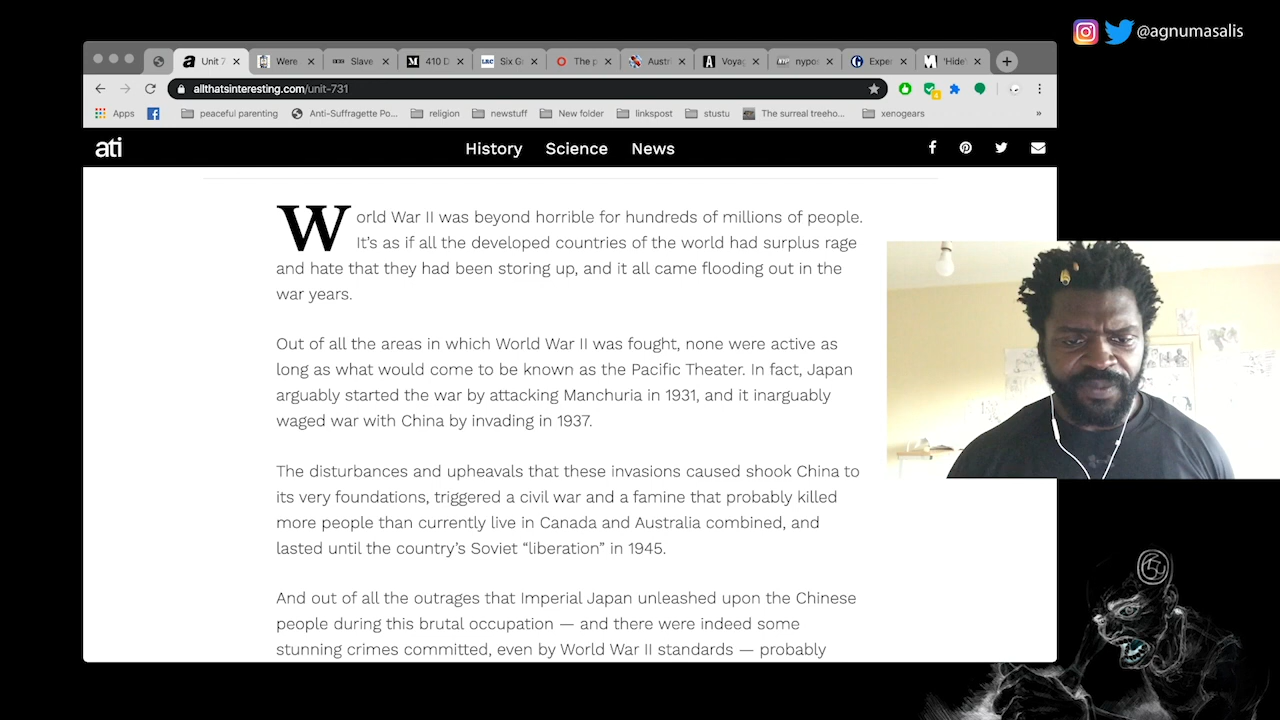 @agnumasalis
Unit 7
Were
Slave
410 D
Six G
The p
Austr
Voyag
nypos
Exper
'Hide'
allthatsinteresting.com/unit-731
Apps
peaceful parenting
Anti-Suffragette Po...
religion
newstuff
New folder
linkspost
stustu
The surreal treeho...
xenogears
»
ati
History
Science
News
World War II was beyond horrible for hundreds of millions of people.
It's as if all the developed countries of the world had surplus rage
and hate that they had been storing up, and it all came flooding out in the
war years.
Out of all the areas in which World War II was fought, none were active as
long as what would come to be known as the Pacific Theater. In fact, Japan
arguably started the war by attacking Manchuria in 1931, and it inarguably
waged war with China by invading in 1937.
The disturbances and upheavals that these invasions caused shook China to
its very foundations, triggered a civil war and a famine that probably killed
more people than currently live in Canada and Australia combined, and
lasted until the country's Soviet “liberation” in 1945.
And out of all the outrages that Imperial Japan unleashed upon the Chinese
people during this brutal occupation — and there were indeed some
stunning crimes committed, even by World War II standards — probably